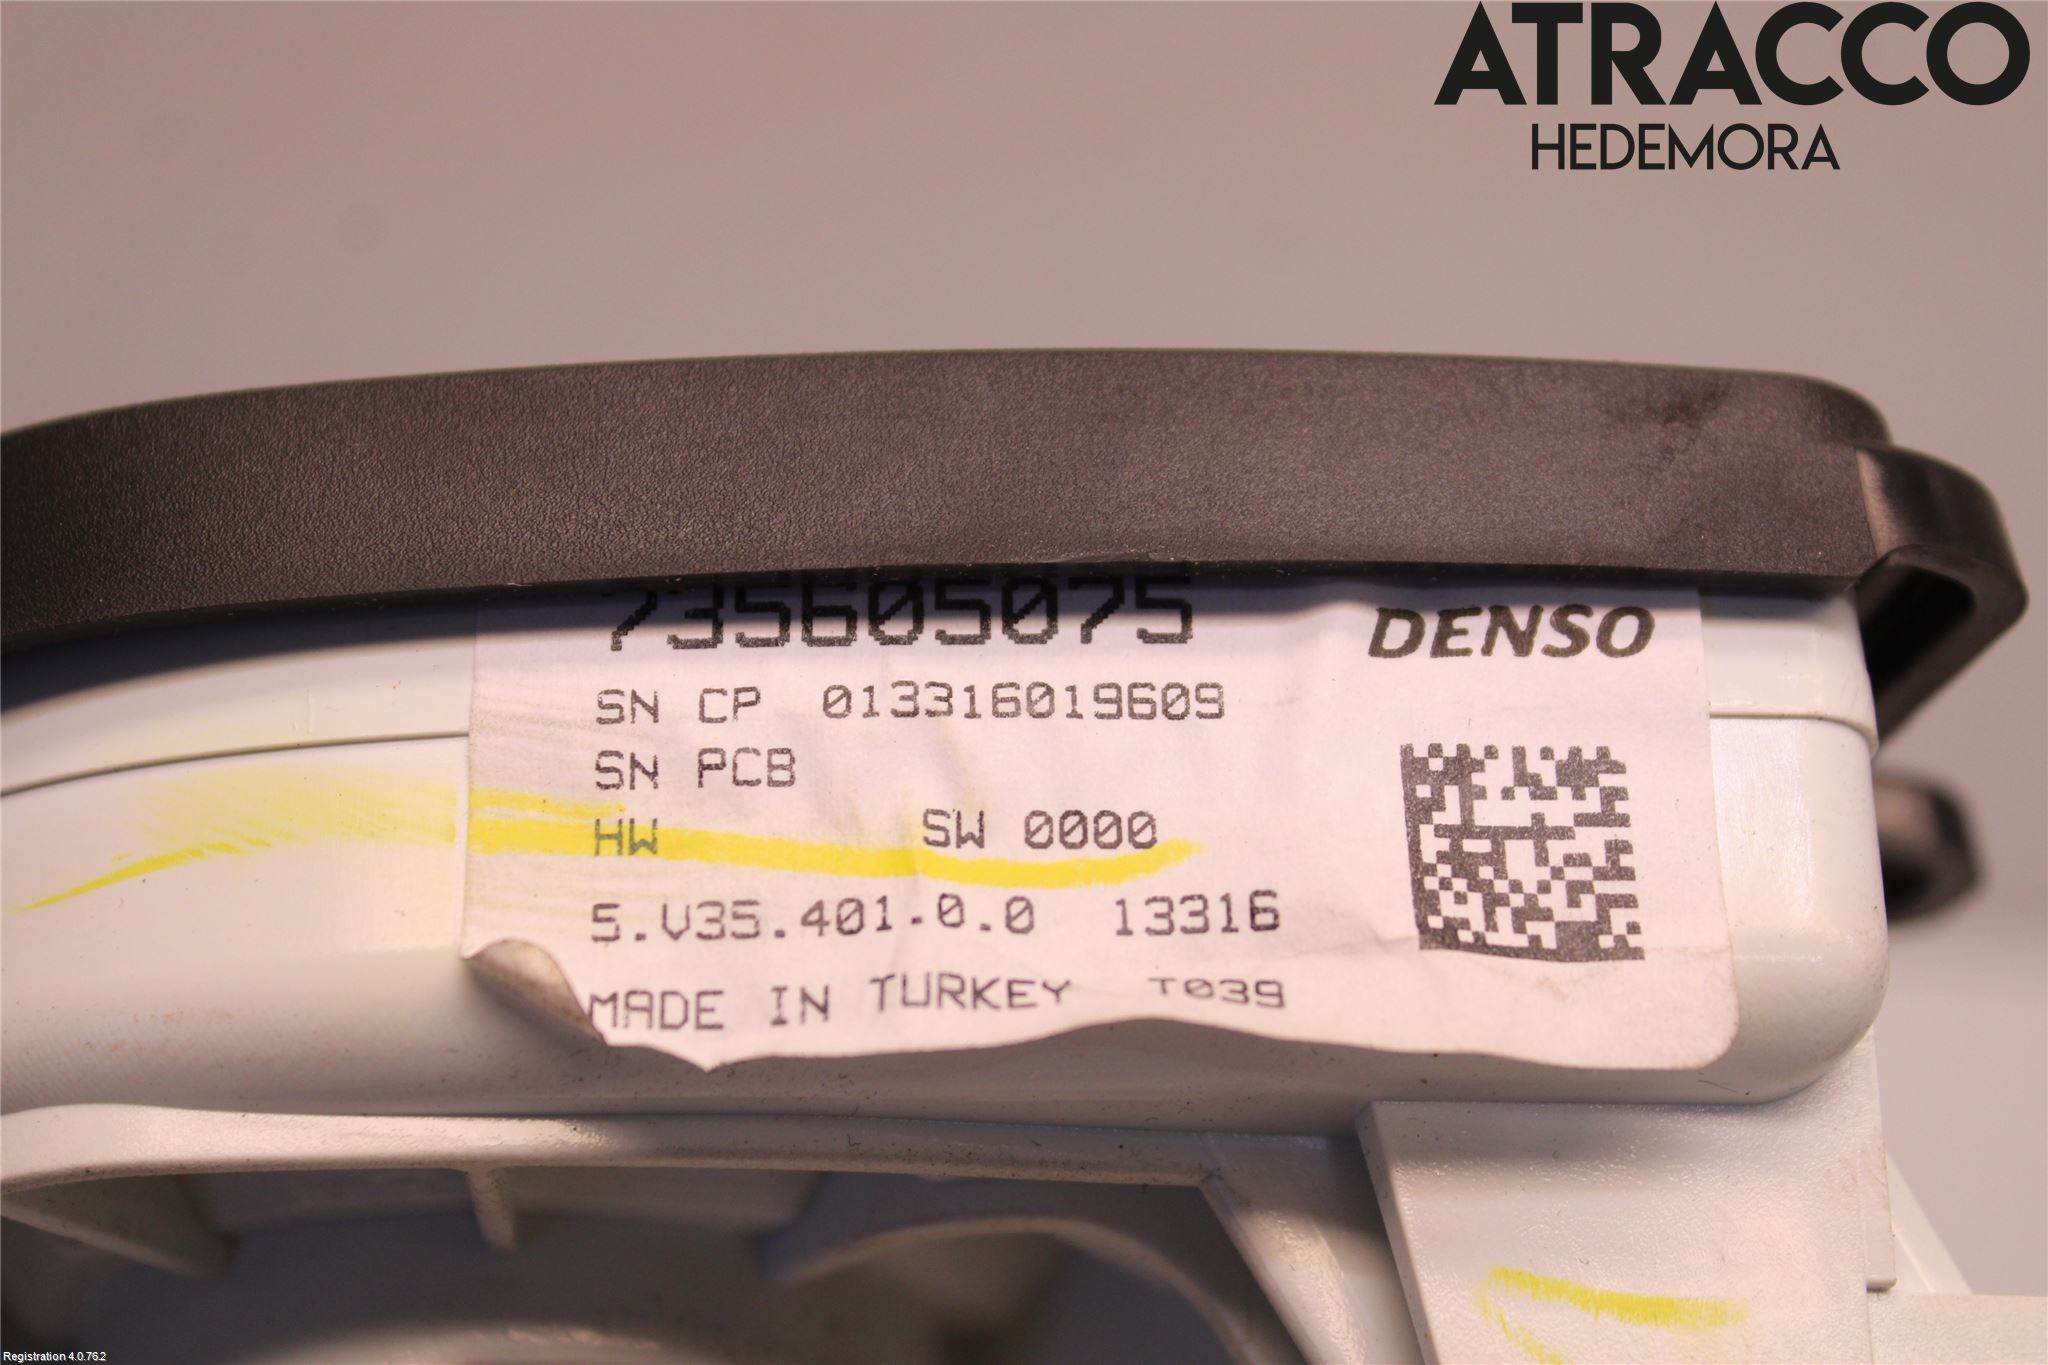 ATRACCO
HEDEMORA
735605075
DENSO
SN CP 013316019609
SN PCB
HW SW 0000
5.V35.401.0.0 13316
MADE IN TURKEY T039
Registration 4.0.76.2